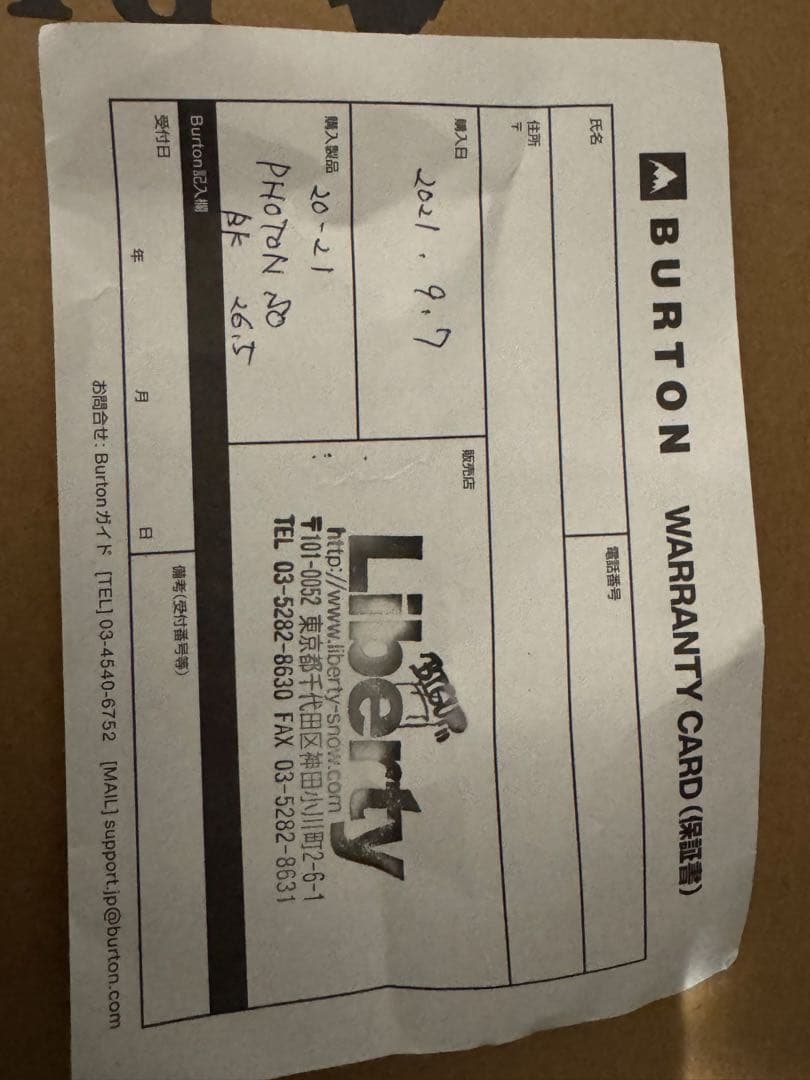 BURTON WARRANTY CARD(保証書)
氏名
電話番号
住所
〒
購入日
2021.9.7
販売店
BIGUP
Liberty
http://www.liberty-snow.com
〒101-0052 東京都千代田区神田小川町2-6-1
TEL 03-5282-8630 FAX 03-5282-8631
購入製品
20-21
PHOTON
BK 26.5
Burton記入欄
受付日
年 月 日
備考(受付番号等)
お問合せ: Burtonガイド [TEL] 03-4540-6752 [MAIL] support.jp@burton.com